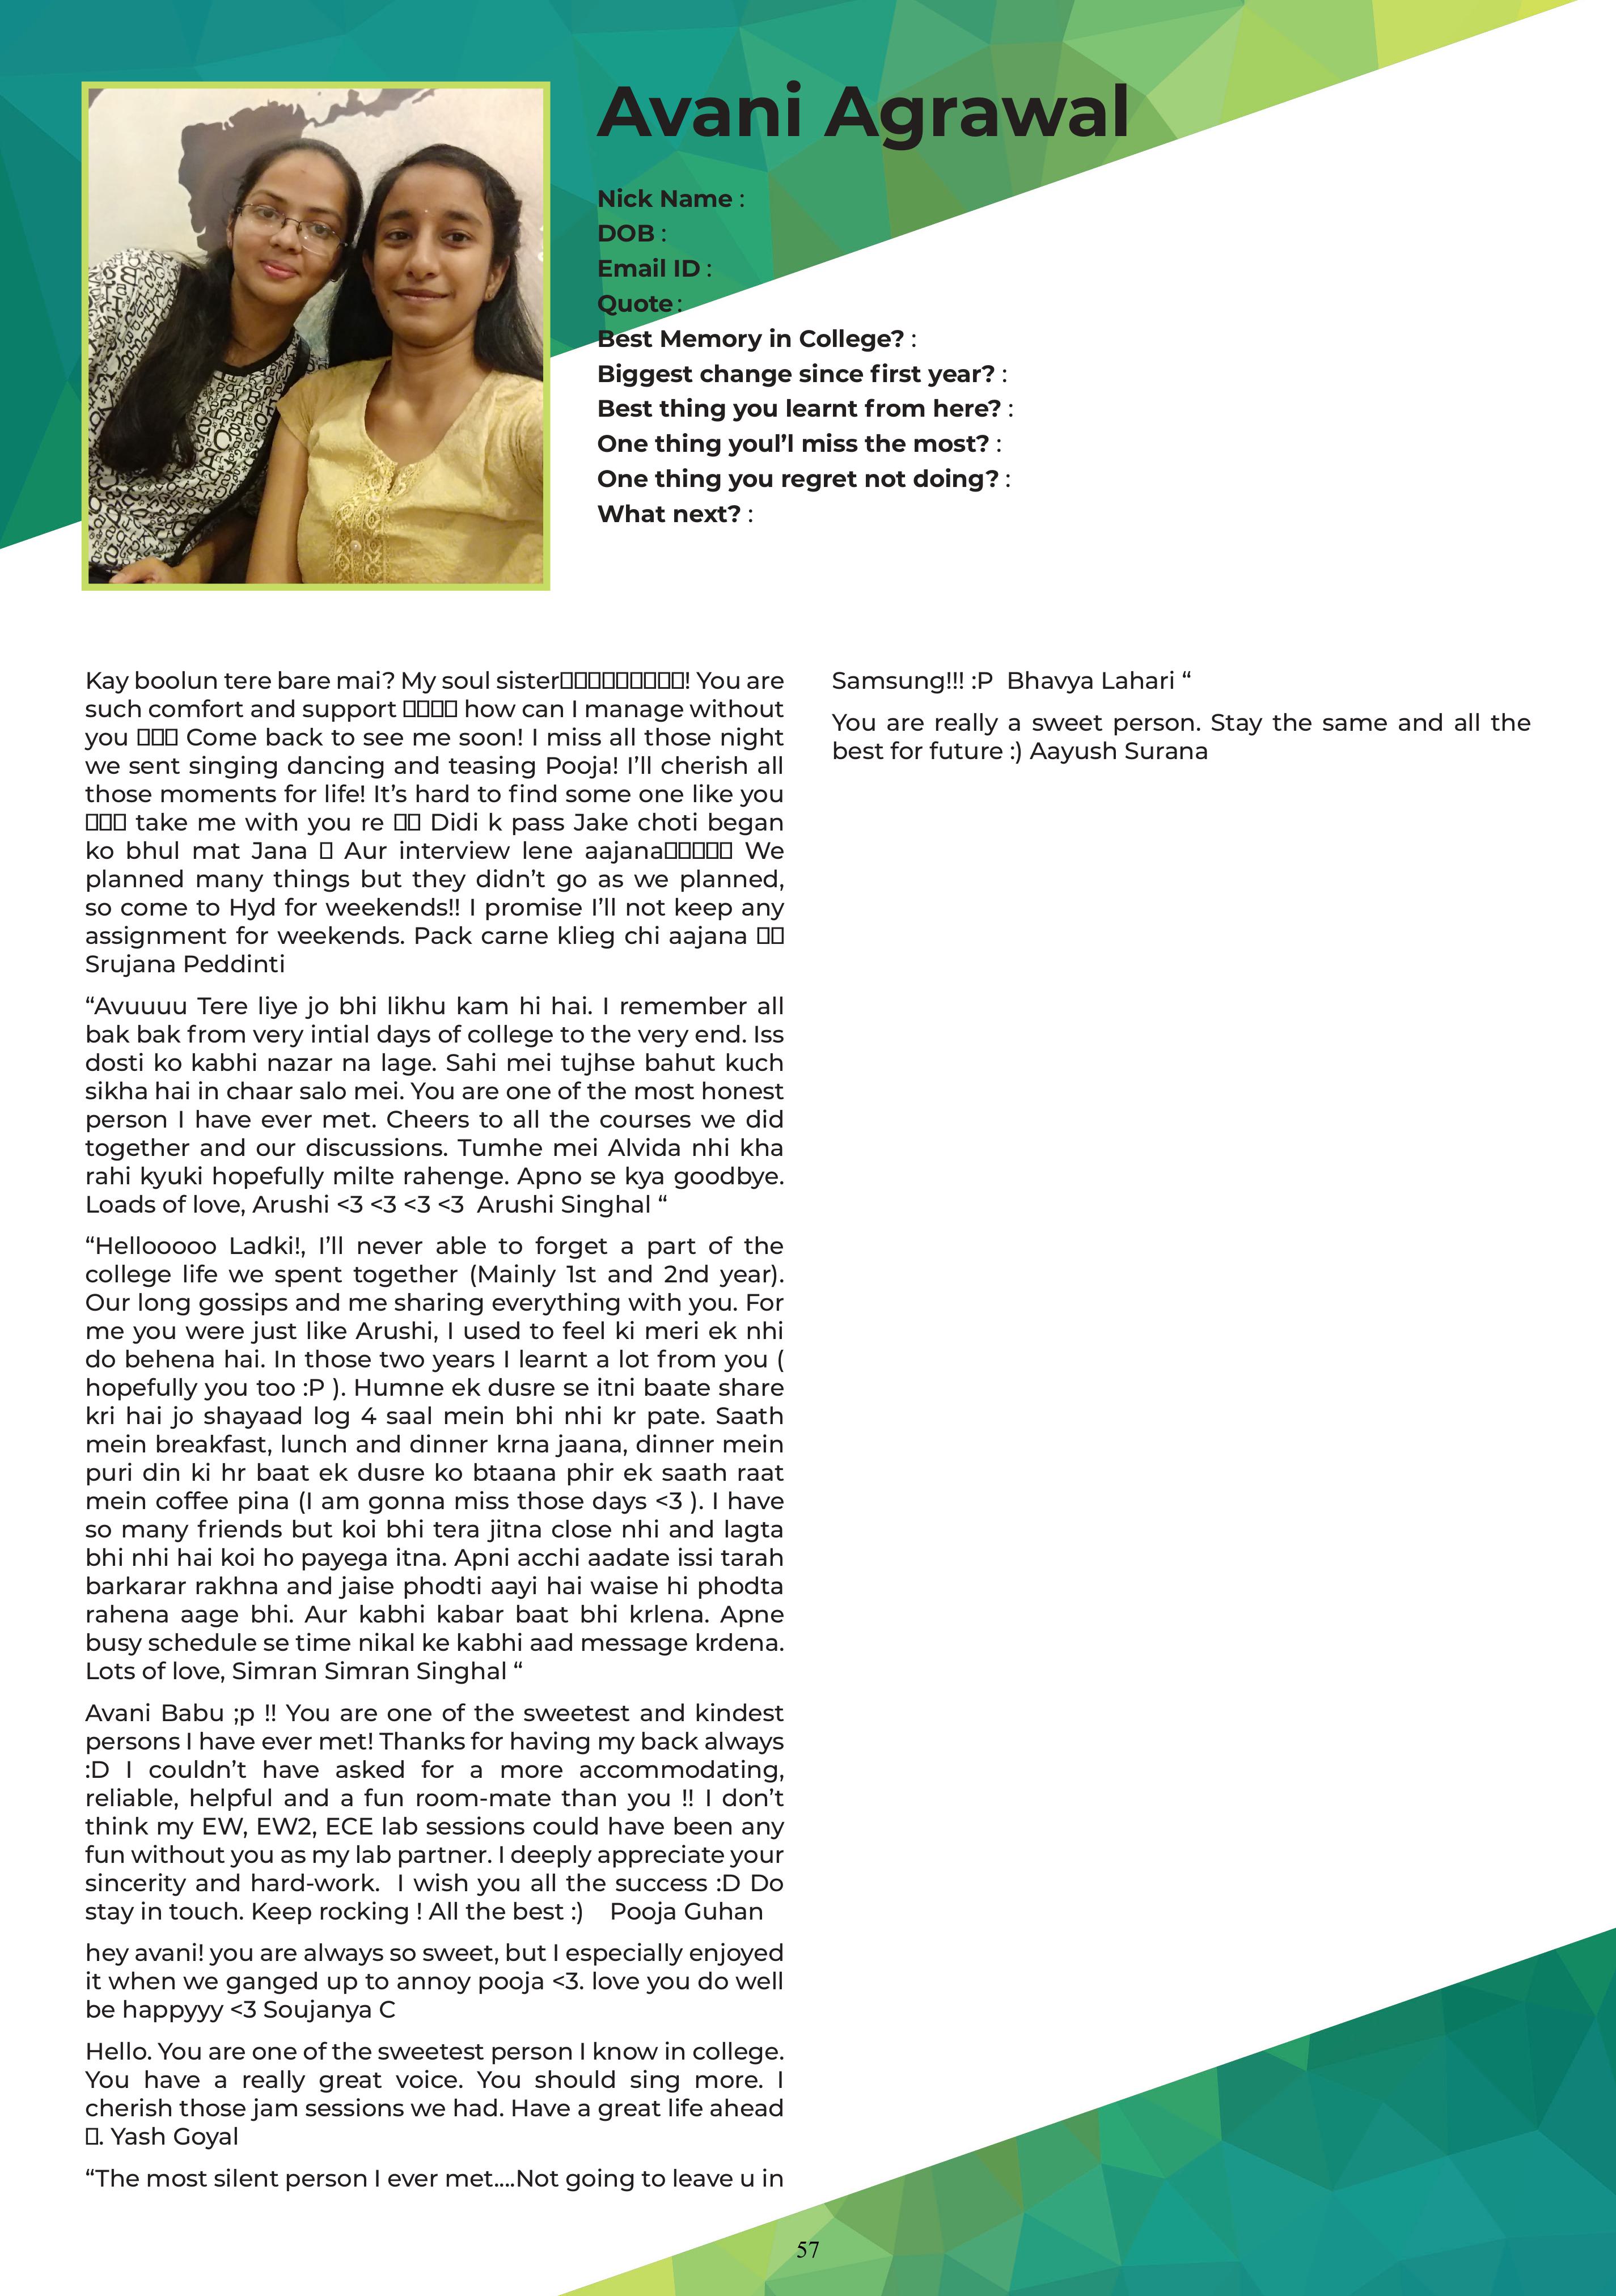 Avani Agrawal
Nick Name :
DOB :
Email ID :
Quote :
Best Memory in College? :
Biggest change since first year? :
Best thing you learnt from here? :
One thing youl’l miss the most? :
One thing you regret not doing? :
What next? :
Kay boolun tere bare mai? My soul sister▯▯▯▯▯▯▯▯▯! You are
such comfort and support ▯▯▯▯ how can I manage without
you ▯▯▯ Come back to see me soon! I miss all those night
we sent singing dancing and teasing Pooja! I’ll cherish all
those moments for life! It’s hard to find some one like you
▯▯▯ take me with you re ▯▯ Didi k pass Jake choti began
ko bhul mat Jana ▯ Aur interview lene aajana▯▯▯▯▯ We
planned many things but they didn’t go as we planned,
so come to Hyd for weekends!! I promise I’ll not keep any
assignment for weekends. Pack carne klieg chi aajana ▯▯
Srujana Peddinti
“Avuuuu Tere liye jo bhi likhu kam hi hai. I remember all
bak bak from very intial days of college to the very end. Iss
dosti ko kabhi nazar na lage. Sahi mei tujhse bahut kuch
sikha hai in chaar salo mei. You are one of the most honest
person I have ever met. Cheers to all the courses we did
together and our discussions. Tumhe mei Alvida nhi kha
rahi kyuki hopefully milte rahenge. Apno se kya goodbye.
Loads of love, Arushi <3 <3 <3 <3  Arushi Singhal “
“Hellooooo Ladki!, I’ll never able to forget a part of the
college life we spent together (Mainly 1st and 2nd year).
Our long gossips and me sharing everything with you. For
me you were just like Arushi, I used to feel ki meri ek nhi
do behena hai. In those two years I learnt a lot from you (
hopefully you too :P ). Humne ek dusre se itni baate share
kri hai jo shayaad log 4 saal mein bhi nhi kr pate. Saath
mein breakfast, lunch and dinner krna jaana, dinner mein
puri din ki hr baat ek dusre ko btaana phir ek saath raat
mein coffee pina (I am gonna miss those days <3 ). I have
so many friends but koi bhi tera jitna close nhi and lagta
bhi nhi hai koi ho payega itna. Apni acchi aadate issi tarah
barkarar rakhna and jaise phodti aayi hai waise hi phodta
rahena aage bhi. Aur kabhi kabar baat bhi krlena. Apne
busy schedule se time nikal ke kabhi aad message krdena.
Lots of love, Simran Simran Singhal “
Avani Babu ;p !! You are one of the sweetest and kindest
persons I have ever met! Thanks for having my back always
:D I couldn’t have asked for a more accommodating,
reliable, helpful and a fun room-mate than you !! I don’t
think my EW, EW2, ECE lab sessions could have been any
fun without you as my lab partner. I deeply appreciate your
sincerity and hard-work.  I wish you all the success :D Do
stay in touch. Keep rocking ! All the best :)    Pooja Guhan
hey avani! you are always so sweet, but I especially enjoyed
it when we ganged up to annoy pooja <3. love you do well
be happyyy <3 Soujanya C
Hello. You are one of the sweetest person I know in college.
You have a really great voice. You should sing more. I
cherish those jam sessions we had. Have a great life ahead
▯. Yash Goyal
“The most silent person I ever met....Not going to leave u in
Samsung!!! :P  Bhavya Lahari “
You are really a sweet person. Stay the same and all the
best for future :) Aayush Surana
57